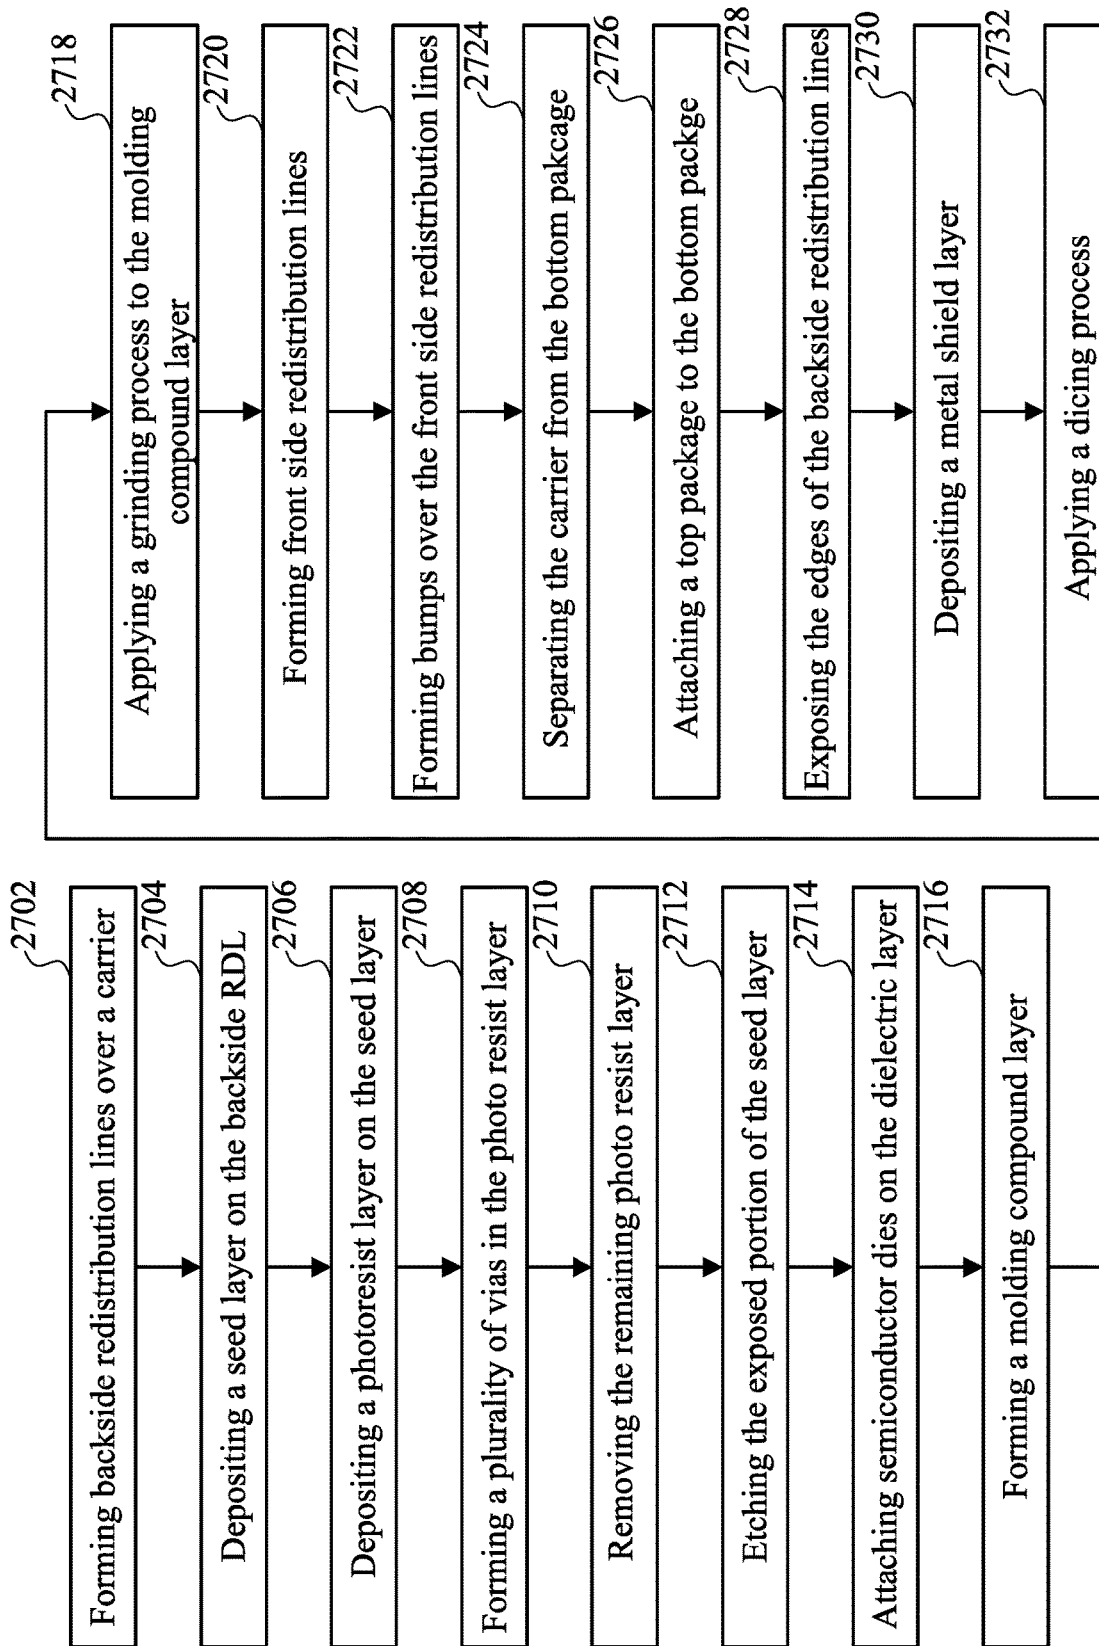 2702
Forming backside redistribution lines over a carrier
2704
Depositing a seed layer on the backside RDL
2706
Depositing a photoresist layer on the seed layer
2708
Forming a plurality of vias in the photo resist layer
2710
Removing the remaining photo resist layer
2712
Etching the exposed portion of the seed layer
2714
Attaching semiconductor dies on the dielectric layer
2716
Forming a molding compound layer
2718
Applying a grinding process to the molding
compound layer
2720
Forming front side redistribution lines
2722
Forming bumps over the front side redistribution lines
2724
Separating the carrier from the bottom pakcage
2726
Attaching a top package to the bottom packge
2728
Exposing the edges of the backside redistribution lines
2730
Depositing a metal shield layer
2732
Applying a dicing process